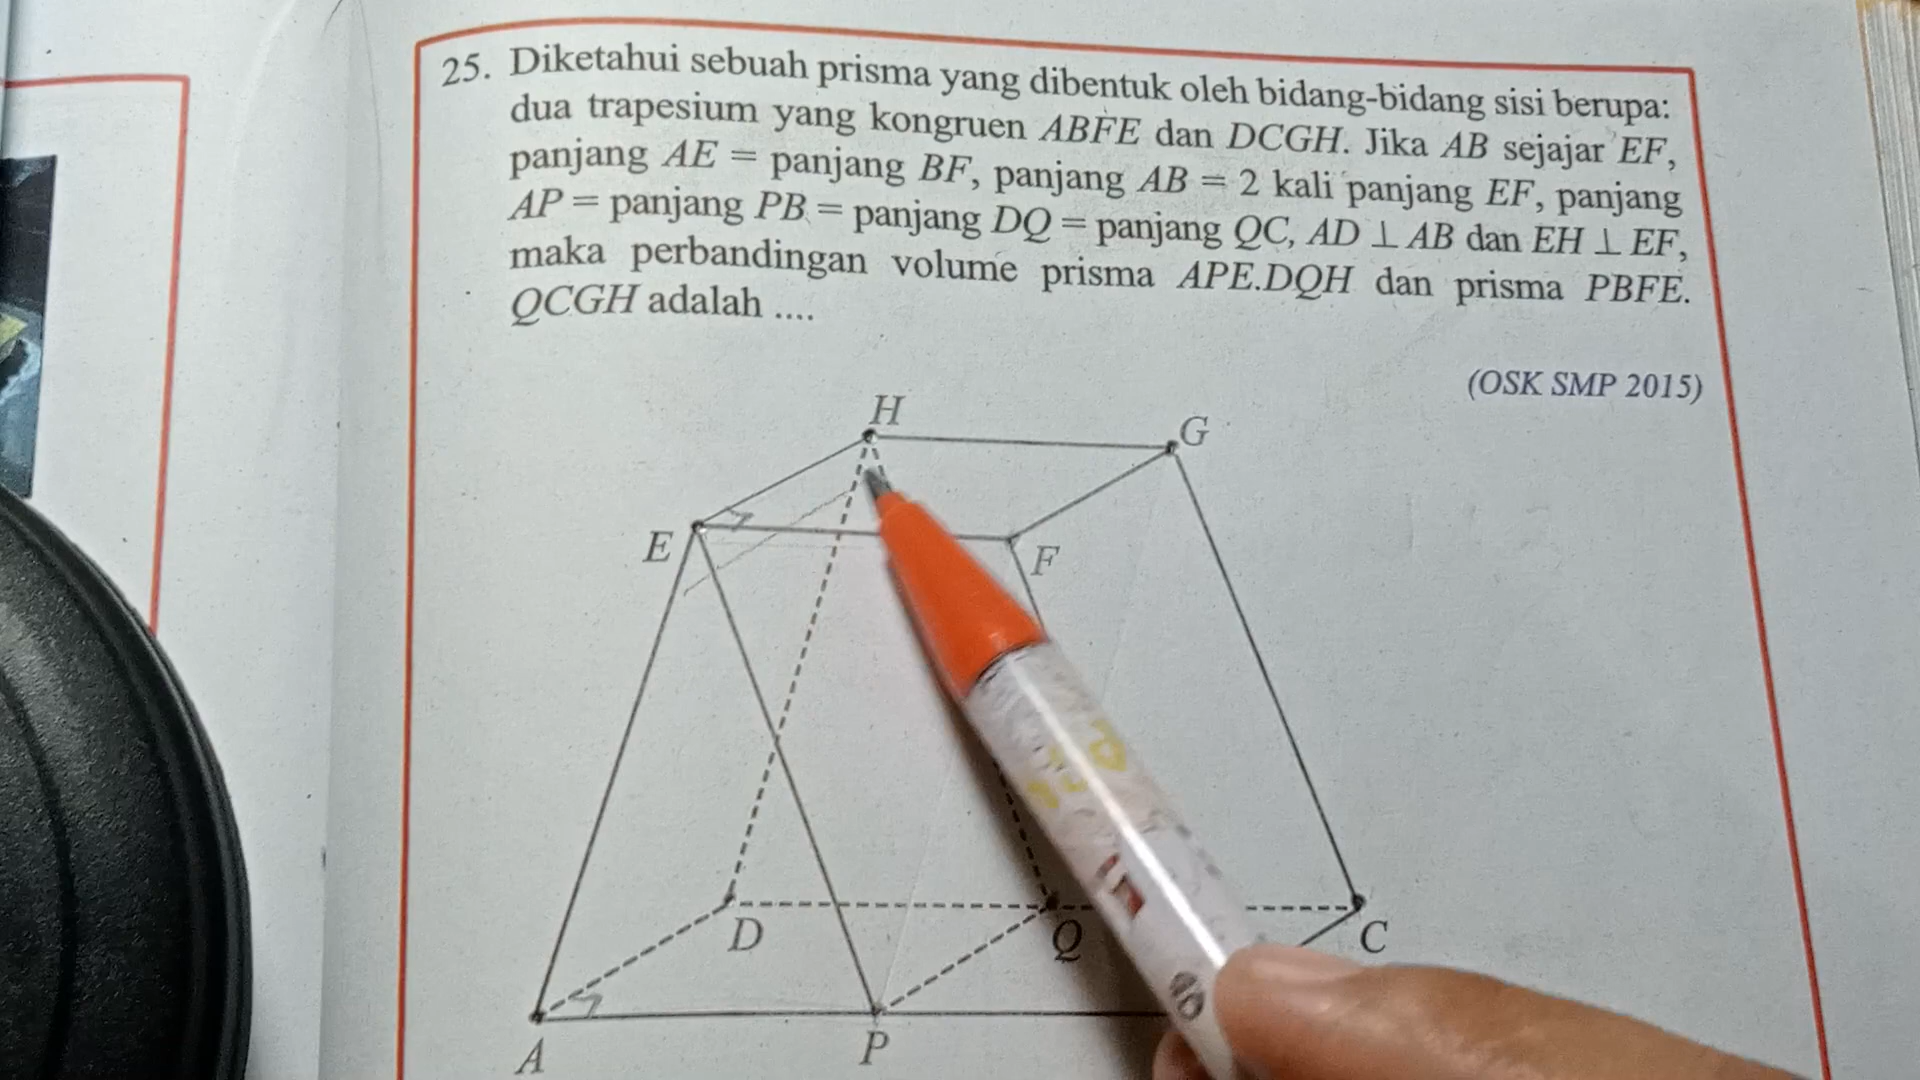 25. Diketahui sebuah prisma yang dibentuk oleh bidang-bidang sisi berupa:
dua trapesium yang kongruen ABFE dan DCGH. Jika AB sejajar EF,
panjang AE = panjang BF, panjang AB = 2 kali panjang EF, panjang
AP = panjang PB = panjang DQ = panjang QC, AD ⊥ AB dan EH ⊥ EF,
maka perbandingan volume prisma APE.DQH dan prisma PBFE.
QCGH adalah ....
(OSK SMP 2015)
H
G
E
F
D
Q
C
A
P